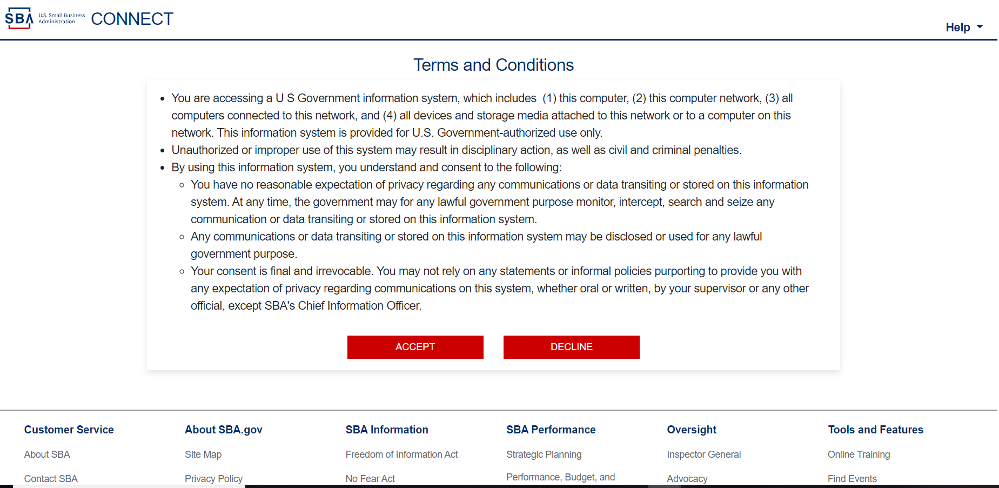 SBA U.S. Small Business Administration CONNECT
Help
Terms and Conditions
You are accessing a U S Government information system, which includes (1) this computer, (2) this computer network, (3) all
computers connected to this network, and (4) all devices and storage media attached to this network or to a computer on this
network. This information system is provided for U.S. Government-authorized use only.
Unauthorized or improper use of this system may result in disciplinary action, as well as civil and criminal penalties.
By using this information system, you understand and consent to the following:
You have no reasonable expectation of privacy regarding any communications or data transiting or stored on this information
system. At any time, the government may for any lawful government purpose monitor, intercept, search and seize any
communication or data transiting or stored on this information system.
Any communications or data transiting or stored on this information system may be disclosed or used for any lawful
government purpose.
Your consent is final and irrevocable. You may not rely on any statements or informal policies purporting to provide you with
any expectation of privacy regarding communications on this system, whether oral or written, by your supervisor or any other
official, except SBA's Chief Information Officer.
ACCEPT DECLINE
Customer Service About SBA.gov SBA Information SBA Performance Oversight Tools and Features
About SBA Site Map Freedom of Information Act Strategic Planning Inspector General Online Training
Contact SBA Privacy Policy No Fear Act Performance, Budget, and Advocacy Find Events